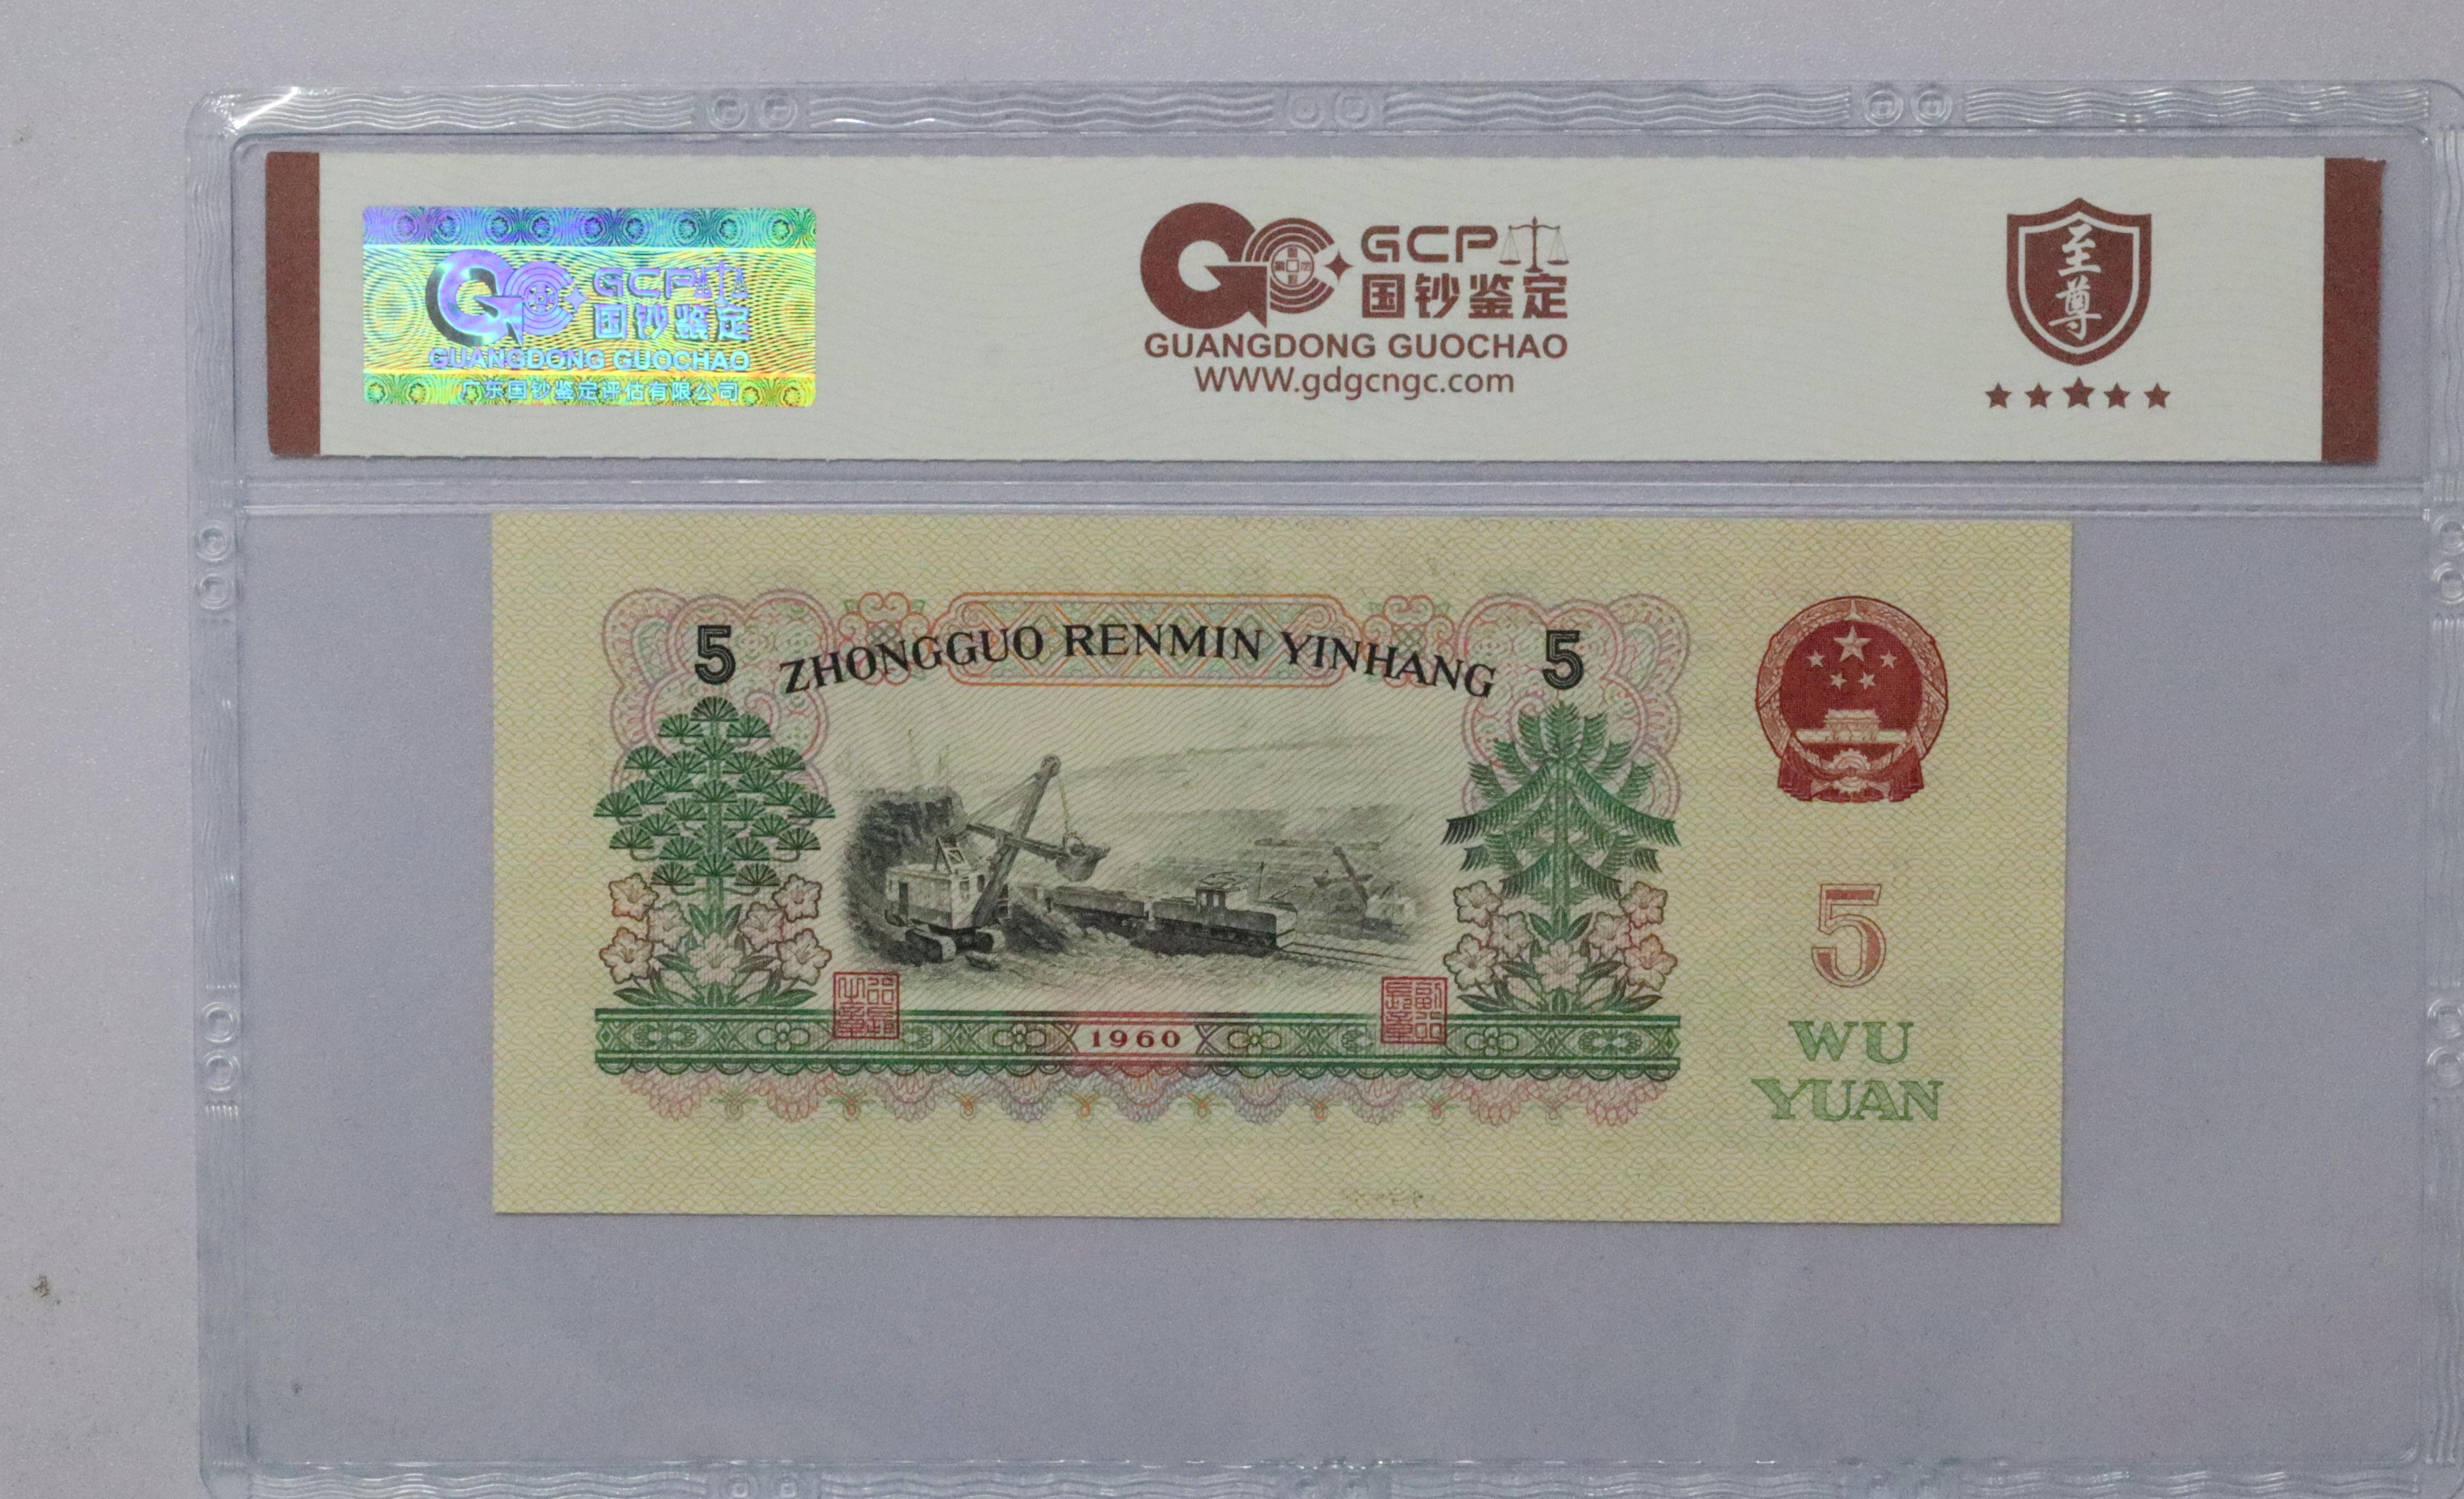 GCP
国钞鉴定
GUANGDONG GUOCHAO
广东国钞鉴定评估有限公司
GCP
国钞鉴定
GUANGDONG GUOCHAO
WWW.gdgcngc.com
至尊
5 ZHONGGUO RENMIN YINHANG 5
1960
5
WU
YUAN